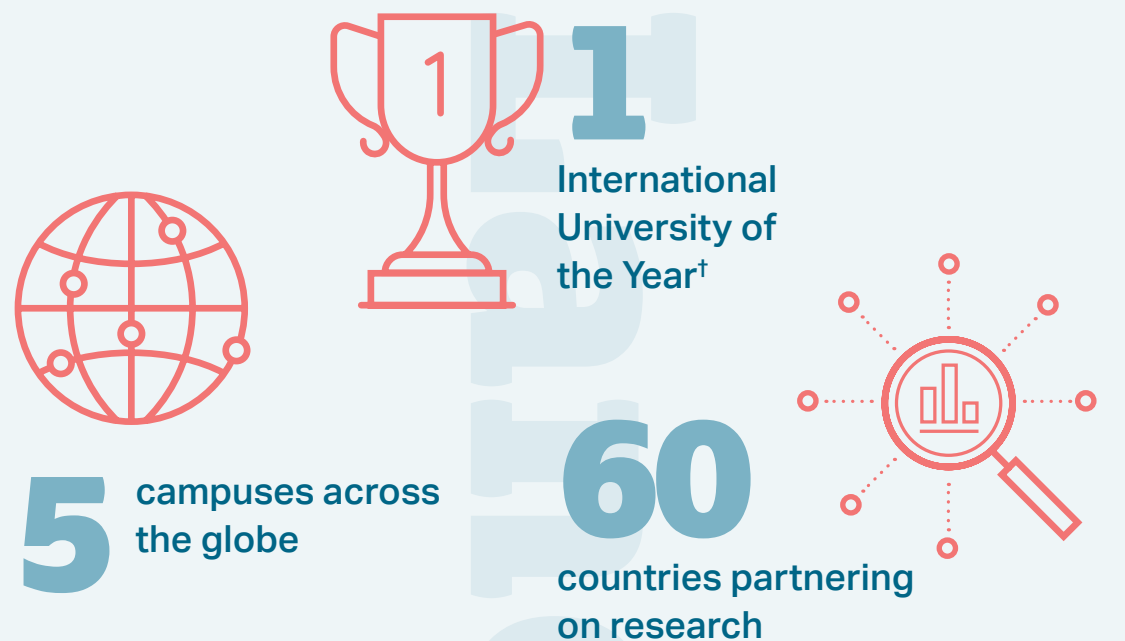 1
1
International
University of
the Year†
5
campuses across
the globe
60
countries partnering
on research